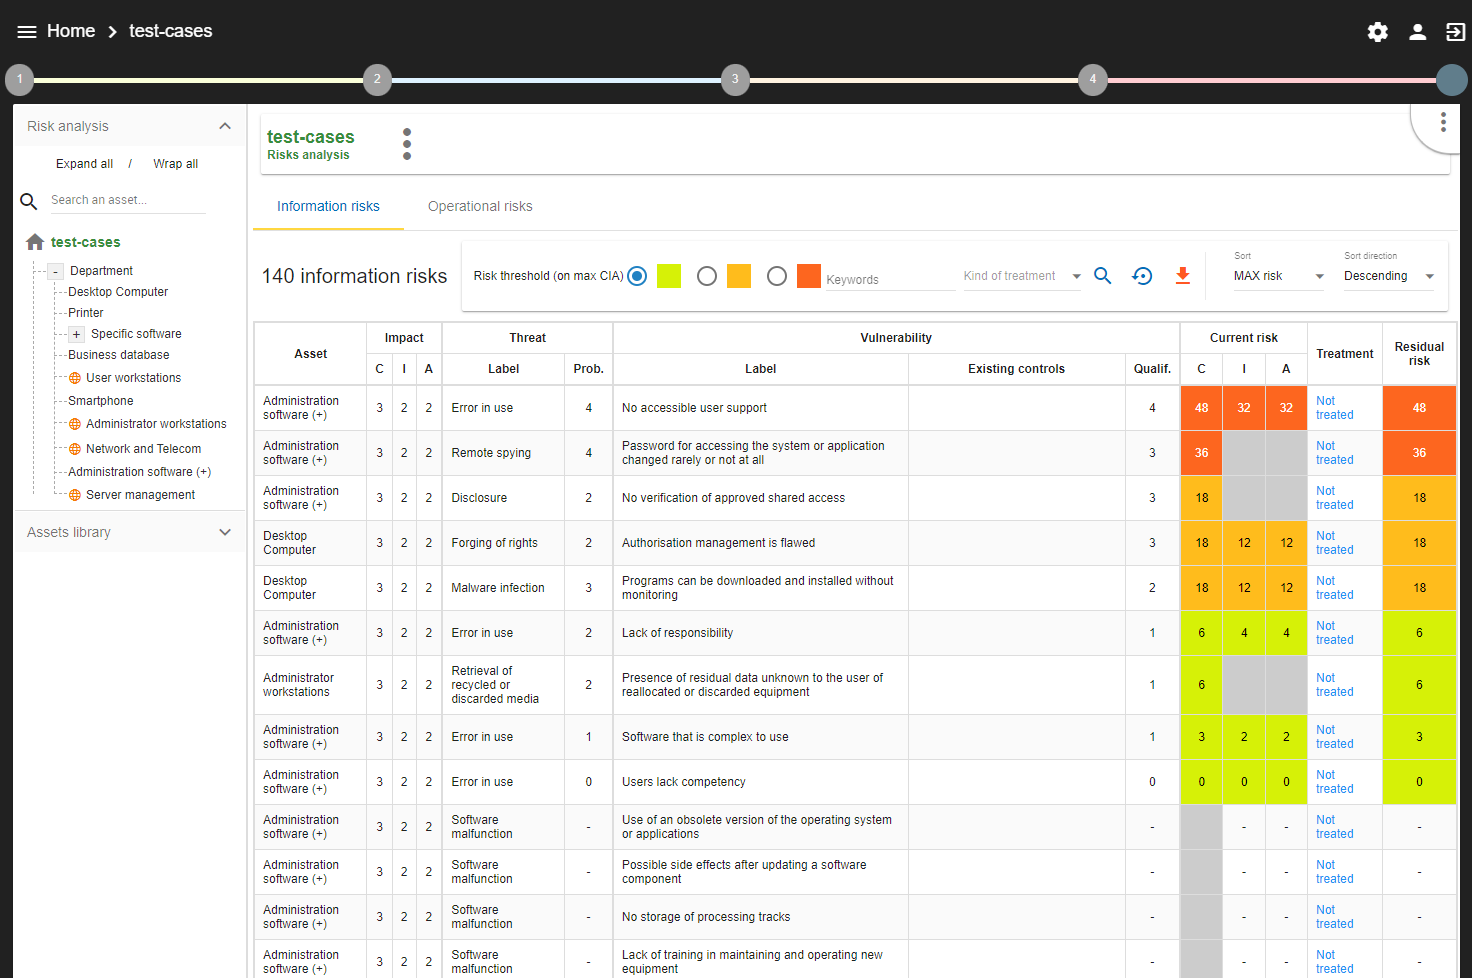 Home > test-cases
1 2 3 4
Risk analysis
Expand all / Wrap all
Search an asset...
test-cases
- Department
Desktop Computer
Printer
+ Specific software
Business database
User workstations
Smartphone
Administrator workstations
Network and Telecom
Administration software (+)
Server management
Assets library
test-cases
Risks analysis
Information risks Operational risks
140 information risks
Risk threshold (on max CIA)
Keywords
Kind of treatment
Sort
MAX risk
Sort direction
Descending
Asset Impact Threat Vulnerability Current risk Treatment Residual risk
C I A Label Prob. Label Existing controls Qualif. C I A
Administration software (+) 3 2 2 Error in use 4 No accessible user support 4 48 32 32 Not treated 48
Administration software (+) 3 2 2 Remote spying 4 Password for accessing the system or application changed rarely or not at all 3 36 Not treated 36
Administration software (+) 3 2 2 Disclosure 2 No verification of approved shared access 3 18 Not treated 18
Desktop Computer 3 2 2 Forging of rights 2 Authorisation management is flawed 3 18 12 12 Not treated 18
Desktop Computer 3 2 2 Malware infection 3 Programs can be downloaded and installed without monitoring 2 18 12 12 Not treated 18
Administration software (+) 3 2 2 Error in use 2 Lack of responsibility 1 6 4 4 Not treated 6
Administrator workstations 3 2 2 Retrieval of recycled or discarded media 2 Presence of residual data unknown to the user of reallocated or discarded equipment 1 6 Not treated 6
Administration software (+) 3 2 2 Error in use 1 Software that is complex to use 1 3 2 2 Not treated 3
Administration software (+) 3 2 2 Error in use 0 Users lack competency 0 0 0 0 Not treated 0
Administration software (+) 3 2 2 Software malfunction - Use of an obsolete version of the operating system or applications - - - Not treated -
Administration software (+) 3 2 2 Software malfunction - Possible side effects after updating a software component - - - Not treated -
Administration software (+) 3 2 2 Software malfunction - No storage of processing tracks - - - Not treated -
Administration software (+) 3 2 2 Software malfunction - Lack of training in maintaining and operating new equipment - - - Not treated -